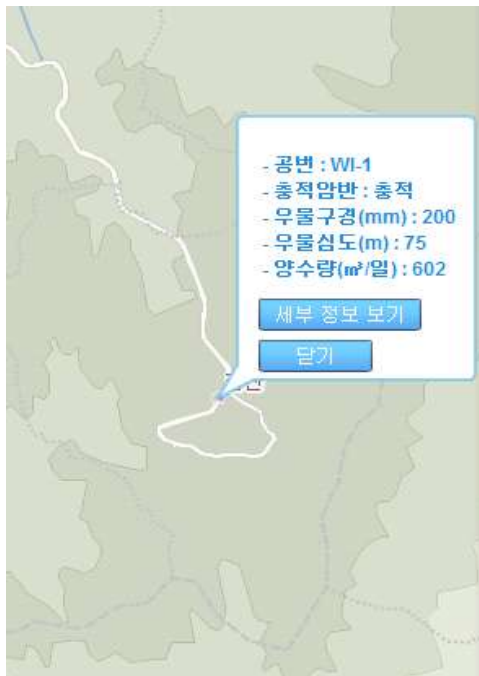 - 공번 : WI-1
- 충적암반 : 충적
- 우물구경(mm) : 200
- 우물심도(m) : 75
- 양수량(㎥/일) : 602
세부 정보 보기
닫기